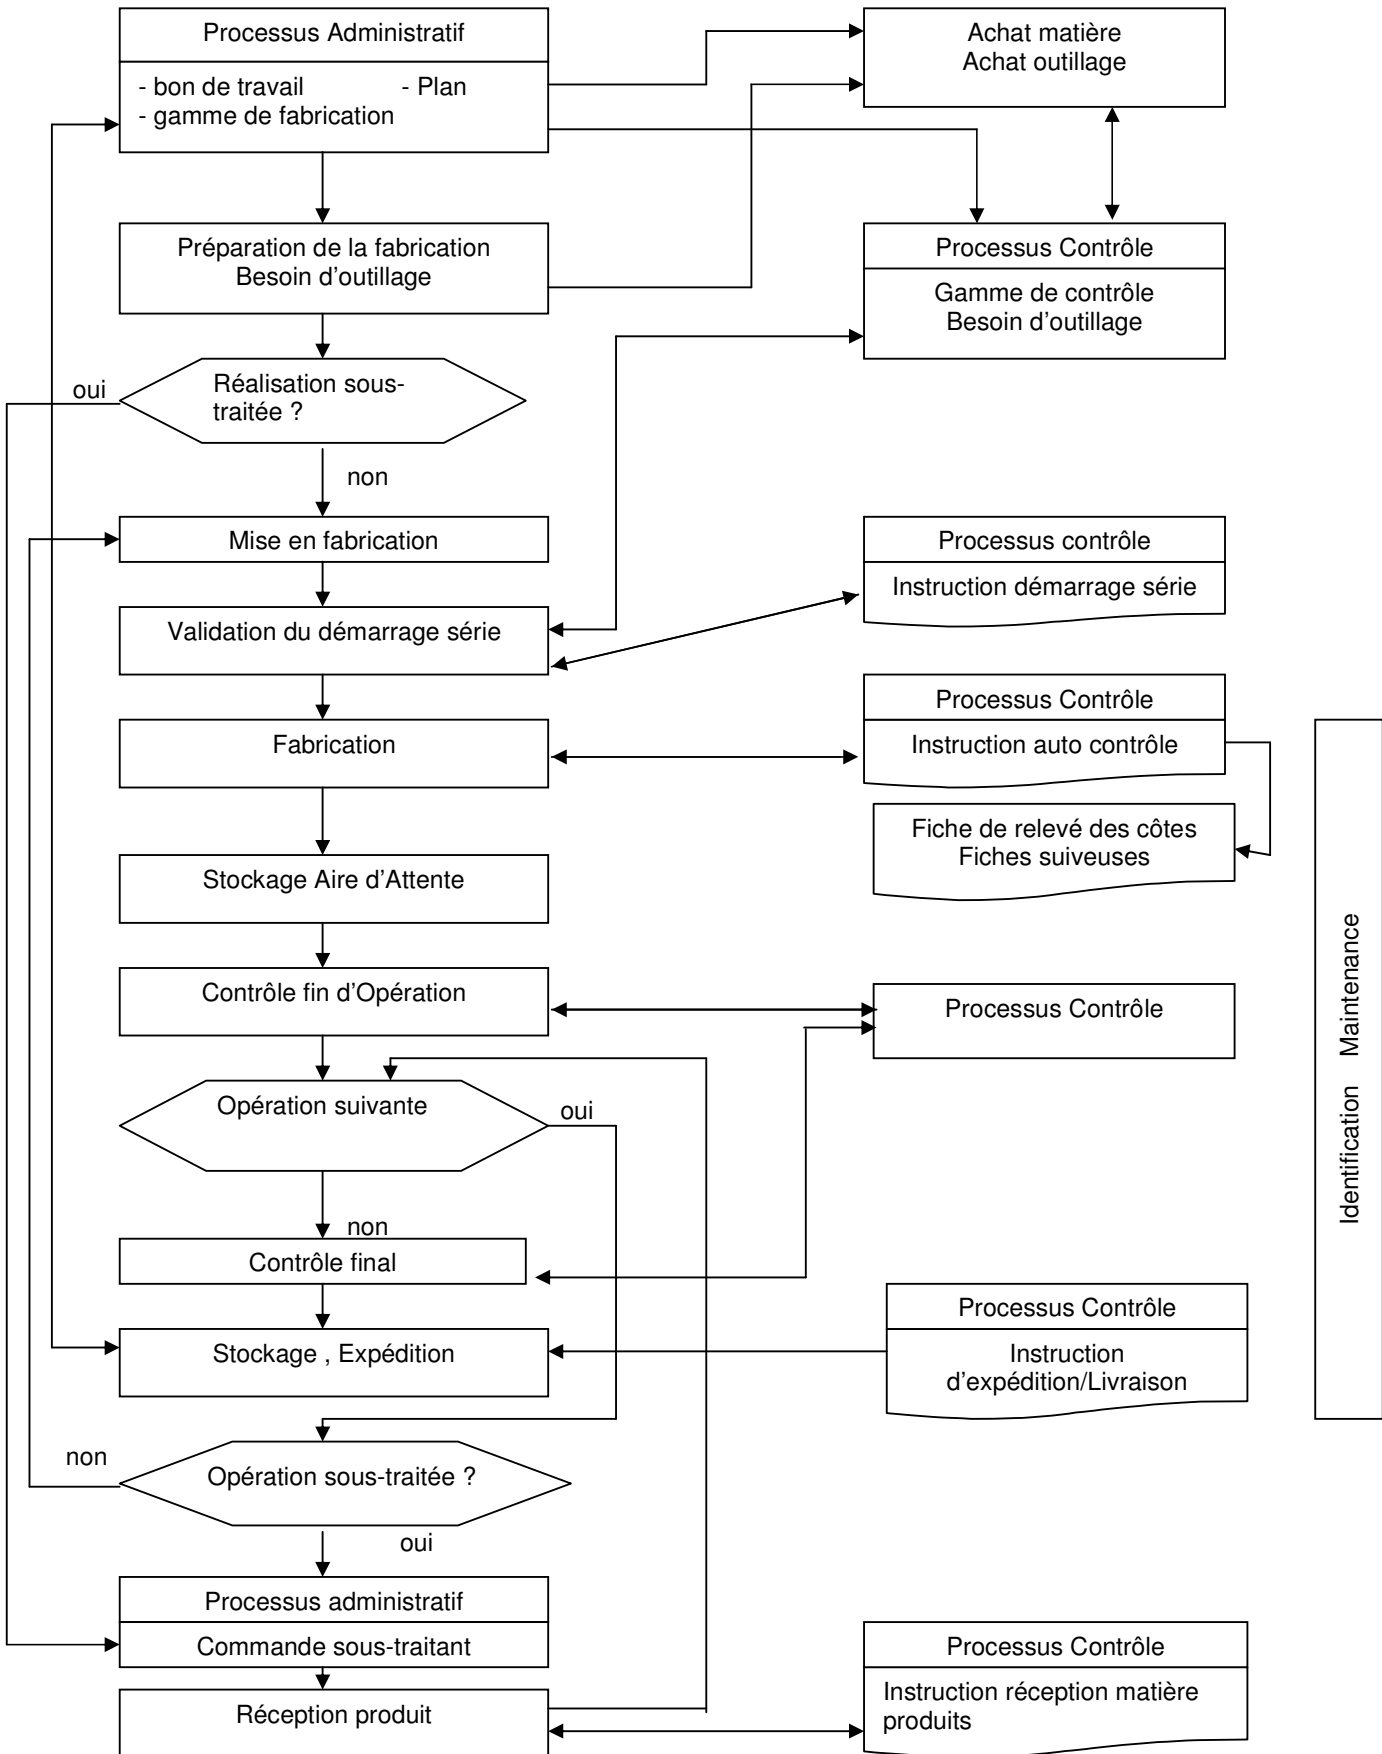 Processus Administratif
- bon de travail - Plan
- gamme de fabrication
Achat matière
Achat outillage
Préparation de la fabrication
Besoin d'outillage
Processus Contrôle
Gamme de contrôle
Besoin d'outillage
oui
Réalisation sous-
traitée ?
non
Mise en fabrication
Processus contrôle
Instruction démarrage série
Validation du démarrage série
Processus Contrôle
Instruction auto contrôle
Fabrication
Fiche de relevé des côtes
Fiches suiveuses
Stockage Aire d'Attente
Contrôle fin d'Opération
Processus Contrôle
Identification Maintenance
Opération suivante
oui
non
Contrôle final
Processus Contrôle
Instruction
d'expédition/Livraison
Stockage , Expédition
non
Opération sous-traitée ?
oui
Processus administratif
Commande sous-traitant
Réception produit
Processus Contrôle
Instruction réception matière
produits